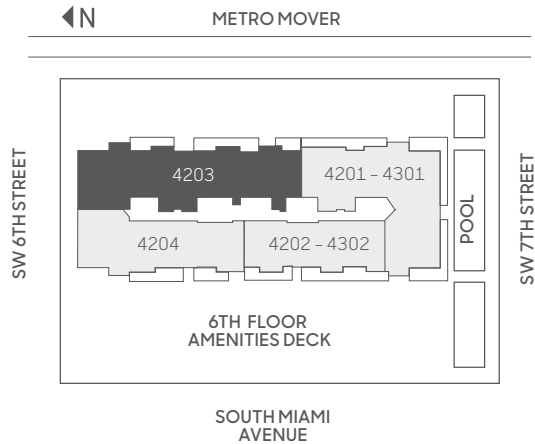 N
METRO MOVER
SW 6TH STREET
4203
4201 – 4301
4204
4202 – 4302
POOL
SW 7TH STREET
6TH FLOOR
AMENITIES DECK
SOUTH MIAMI
AVENUE